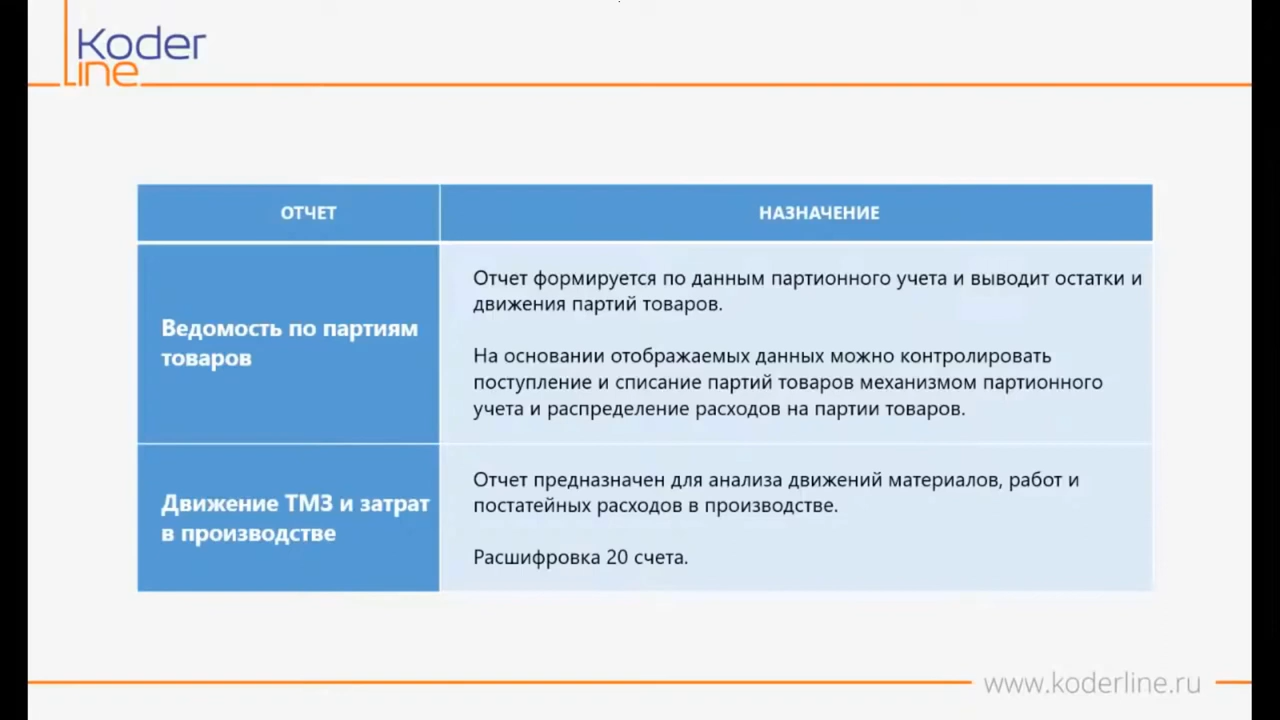 Koder
Line
ОТЧЕТ
НАЗНАЧЕНИЕ
Ведомость по партиям
товаров
Отчет формируется по данным партионного учета и выводит остатки и
движения партий товаров.
На основании отображаемых данных можно контролировать
поступление и списание партий товаров механизмом партионного
учета и распределение расходов на партии товаров.
Движение ТМЗ и затрат
в производстве
Отчет предназначен для анализа движений материалов, работ и
постатейных расходов в производстве.
Расшифровка 20 счета.
www.koderline.ru